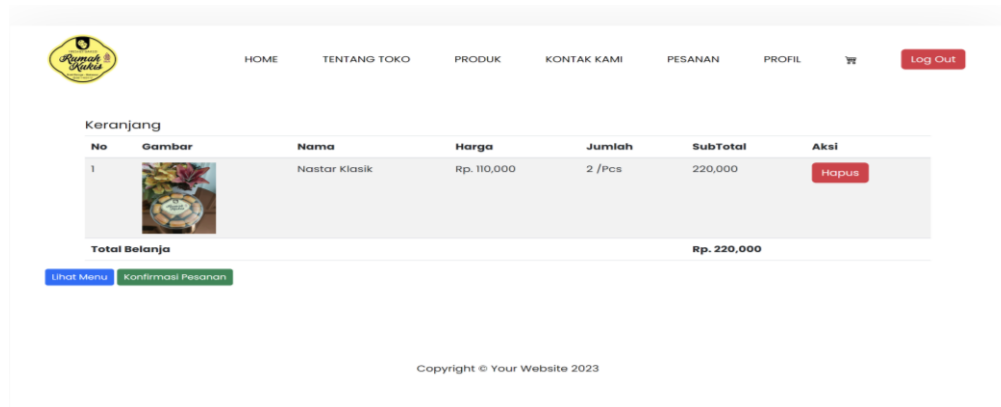 Rumah
Kukis
HOME TENTANG TOKO PRODUK KONTAK KAMI PESANAN PROFIL Log Out
Keranjang
No Gambar Nama Harga Jumlah SubTotal Aksi
1 Nastar Klasik Rp. 110,000 2 /Pcs 220,000 Hapus
Total Belanja Rp. 220,000
Lihat Menu Konfirmasi Pesanan
Copyright © Your Website 2023